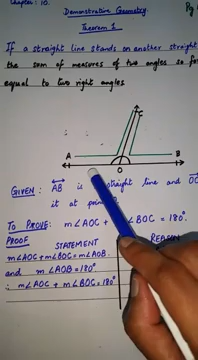 Chapter: 10.
Demonstrative Geometry
Pg
Theorem 1
If a straight line stands on another straight
the sum of measures of two angles so for
equal to two right angles
C
A
B
O
GIVEN: AB is straight line and OC
it at point
TO PROVE: m∠AOC + m∠BOC = 180°
PROOF STATEMENT REASON
m∠AOC+m∠BOC=m∠AOB.
and m∠AOB=180°
∴ m∠AOC + m∠BOC=180°